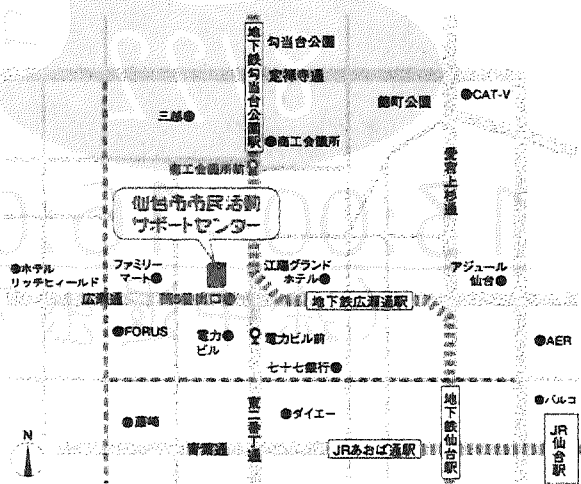 地下鉄勾当台公園駅
勾当台公園
定禅寺通
錦町公園
CAT-V
三越
商工会議所
商工会議所前
愛宕上杉通
仙台市市民活動
サポートセンター
ホテル
リッチフィールド
ファミリー
マート
江陽グランド
ホテル
アジュール
仙台
広瀬通
地下鉄広瀬通駅
FORUS
電力
ビル
電力ビル前
AER
七十七銀行
東二番丁通
地下鉄仙台駅
パルコ
藤崎
ダイエー
N
青葉通
JRあおば通駅
JR仙台駅